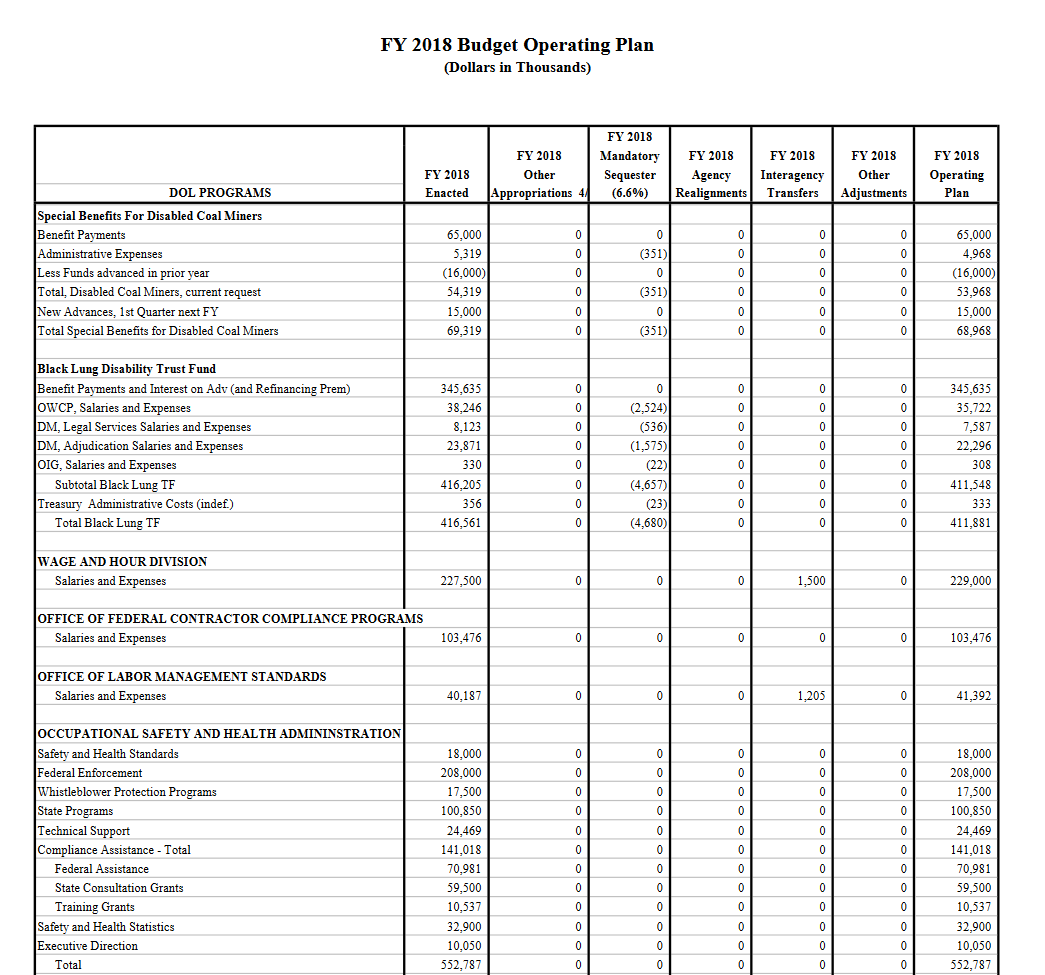 FY 2018 Budget Operating Plan
(Dollars in Thousands)
DOL PROGRAMS FY 2018 Enacted FY 2018 Other Appropriations 4/ FY 2018 Mandatory Sequester (6.6%) FY 2018 Agency Realignments FY 2018 Interagency Transfers FY 2018 Other Adjustments FY 2018 Operating Plan
Special Benefits For Disabled Coal Miners
Benefit Payments 65,000 0 0 0 0 0 65,000
Administrative Expenses 5,319 0 (351) 0 0 0 4,968
Less Funds advanced in prior year (16,000) 0 0 0 0 0 (16,000)
Total, Disabled Coal Miners, current request 54,319 0 (351) 0 0 0 53,968
New Advances, 1st Quarter next FY 15,000 0 0 0 0 0 15,000
Total Special Benefits for Disabled Coal Miners 69,319 0 (351) 0 0 0 68,968
Black Lung Disability Trust Fund
Benefit Payments and Interest on Adv (and Refinancing Prem) 345,635 0 0 0 0 0 345,635
OWCP, Salaries and Expenses 38,246 0 (2,524) 0 0 0 35,722
DM, Legal Services Salaries and Expenses 8,123 0 (536) 0 0 0 7,587
DM, Adjudication Salaries and Expenses 23,871 0 (1,575) 0 0 0 22,296
OIG, Salaries and Expenses 330 0 (22) 0 0 0 308
Subtotal Black Lung TF 416,205 0 (4,657) 0 0 0 411,548
Treasury Administrative Costs (indef.) 356 0 (23) 0 0 0 333
Total Black Lung TF 416,561 0 (4,680) 0 0 0 411,881
WAGE AND HOUR DIVISION
Salaries and Expenses 227,500 0 0 0 1,500 0 229,000
OFFICE OF FEDERAL CONTRACTOR COMPLIANCE PROGRAMS
Salaries and Expenses 103,476 0 0 0 0 0 103,476
OFFICE OF LABOR MANAGEMENT STANDARDS
Salaries and Expenses 40,187 0 0 0 1,205 0 41,392
OCCUPATIONAL SAFETY AND HEALTH ADMININSTRATION
Safety and Health Standards 18,000 0 0 0 0 0 18,000
Federal Enforcement 208,000 0 0 0 0 0 208,000
Whistleblower Protection Programs 17,500 0 0 0 0 0 17,500
State Programs 100,850 0 0 0 0 0 100,850
Technical Support 24,469 0 0 0 0 0 24,469
Compliance Assistance - Total 141,018 0 0 0 0 0 141,018
Federal Assistance 70,981 0 0 0 0 0 70,981
State Consultation Grants 59,500 0 0 0 0 0 59,500
Training Grants 10,537 0 0 0 0 0 10,537
Safety and Health Statistics 32,900 0 0 0 0 0 32,900
Executive Direction 10,050 0 0 0 0 0 10,050
Total 552,787 0 0 0 0 0 552,787